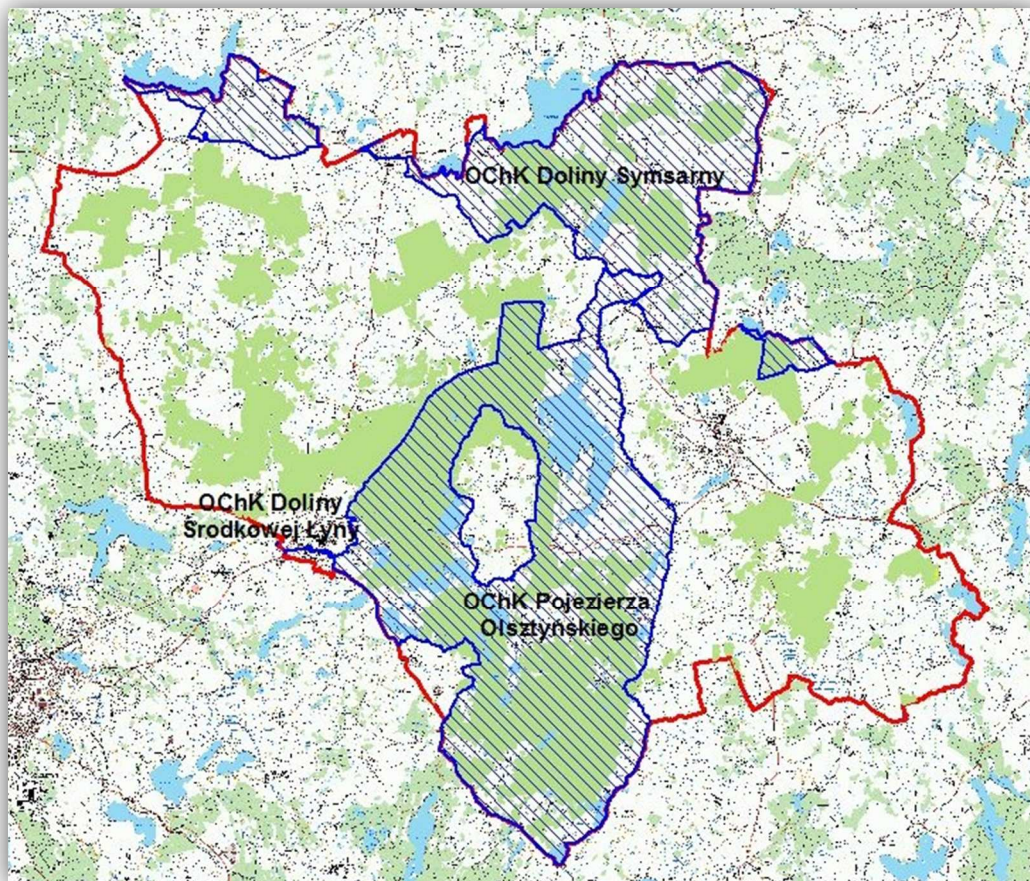 OChK Doliny Symsarny
OChK Doliny
Środkowej Łyny
OChK Pojezierza
Olsztyńskiego